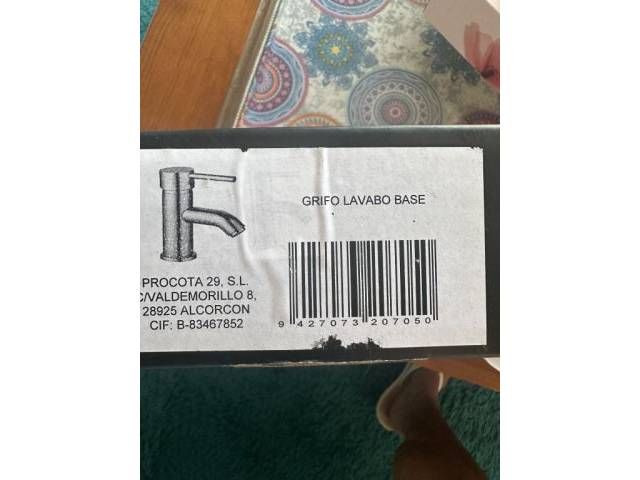 GRIFO LAVABO BASE
PROCOTA 29, S.L.
C/VALDEMORILLO 8,
28925 ALCORCON
CIF: B-83467852
9 427073 207050